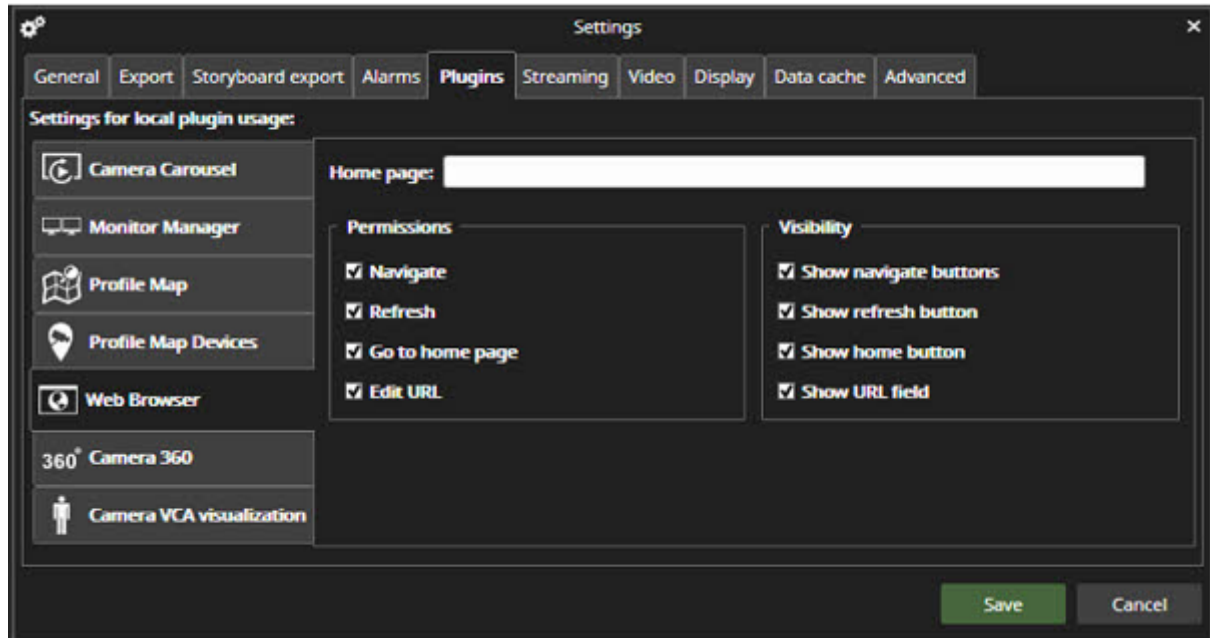 Settings
General Export Storyboard export Alarms Plugins Streaming Video Display Data cache Advanced
Settings for local plugin usage:
Camera Carousel
Monitor Manager
Profile Map
Profile Map Devices
Web Browser
360° Camera 360
Camera VCA visualization
Home page:
Permissions
Navigate
Refresh
Go to home page
Edit URL
Visibility
Show navigate buttons
Show refresh button
Show home button
Show URL field
Save Cancel